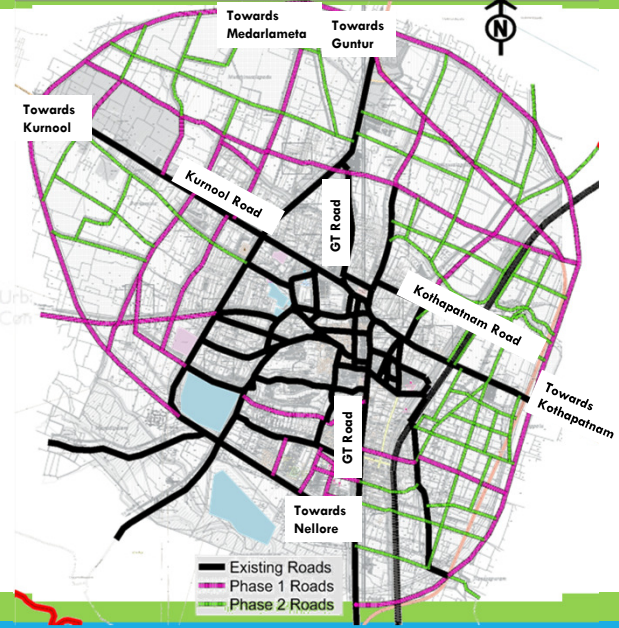 Towards
Medarlameta
Towards
Guntur
N
Towards
Kurnool
Kurnool Road
GT Road
Kothapatnam Road
Towards
Kothapatnam
GT Road
Towards
Nellore
Existing Roads
Phase 1 Roads
Phase 2 Roads